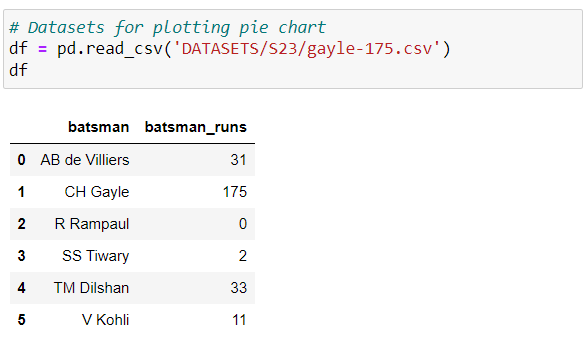 # Datasets for plotting pie chart
df = pd.read_csv('DATASETS/S23/gayle-175.csv')
df
batsman batsman_runs
0 AB de Villiers 31
1 CH Gayle 175
2 R Rampaul 0
3 SS Tiwary 2
4 TM Dilshan 33
5 V Kohli 11